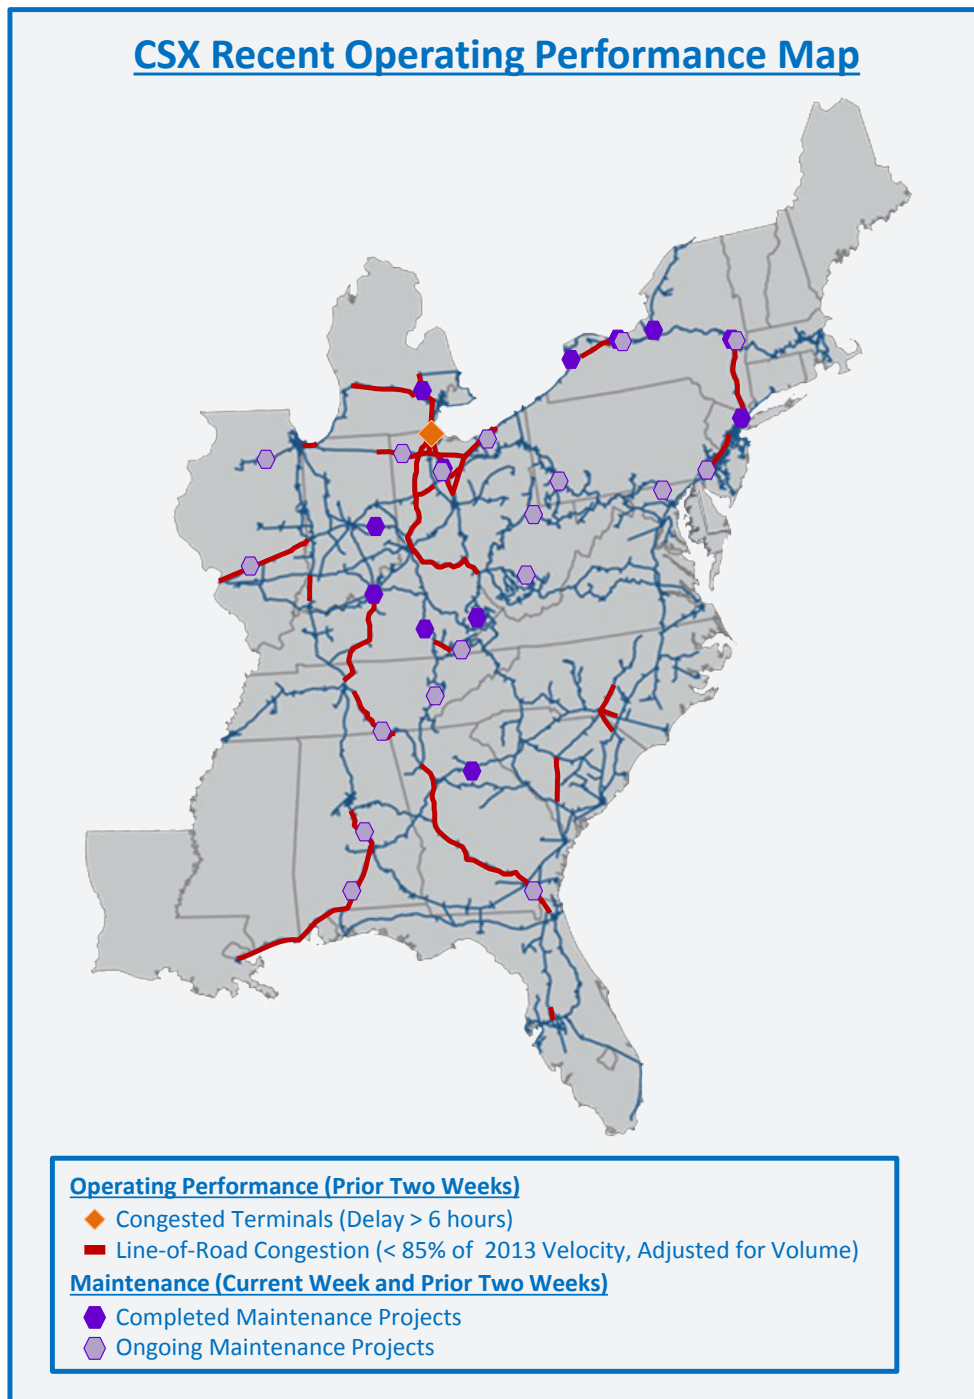 CSX Recent Operating Performance Map
Operating Performance (Prior Two Weeks)
Congested Terminals (Delay > 6 hours)
Line-of-Road Congestion (< 85% of 2013 Velocity, Adjusted for Volume)
Maintenance (Current Week and Prior Two Weeks)
Completed Maintenance Projects
Ongoing Maintenance Projects